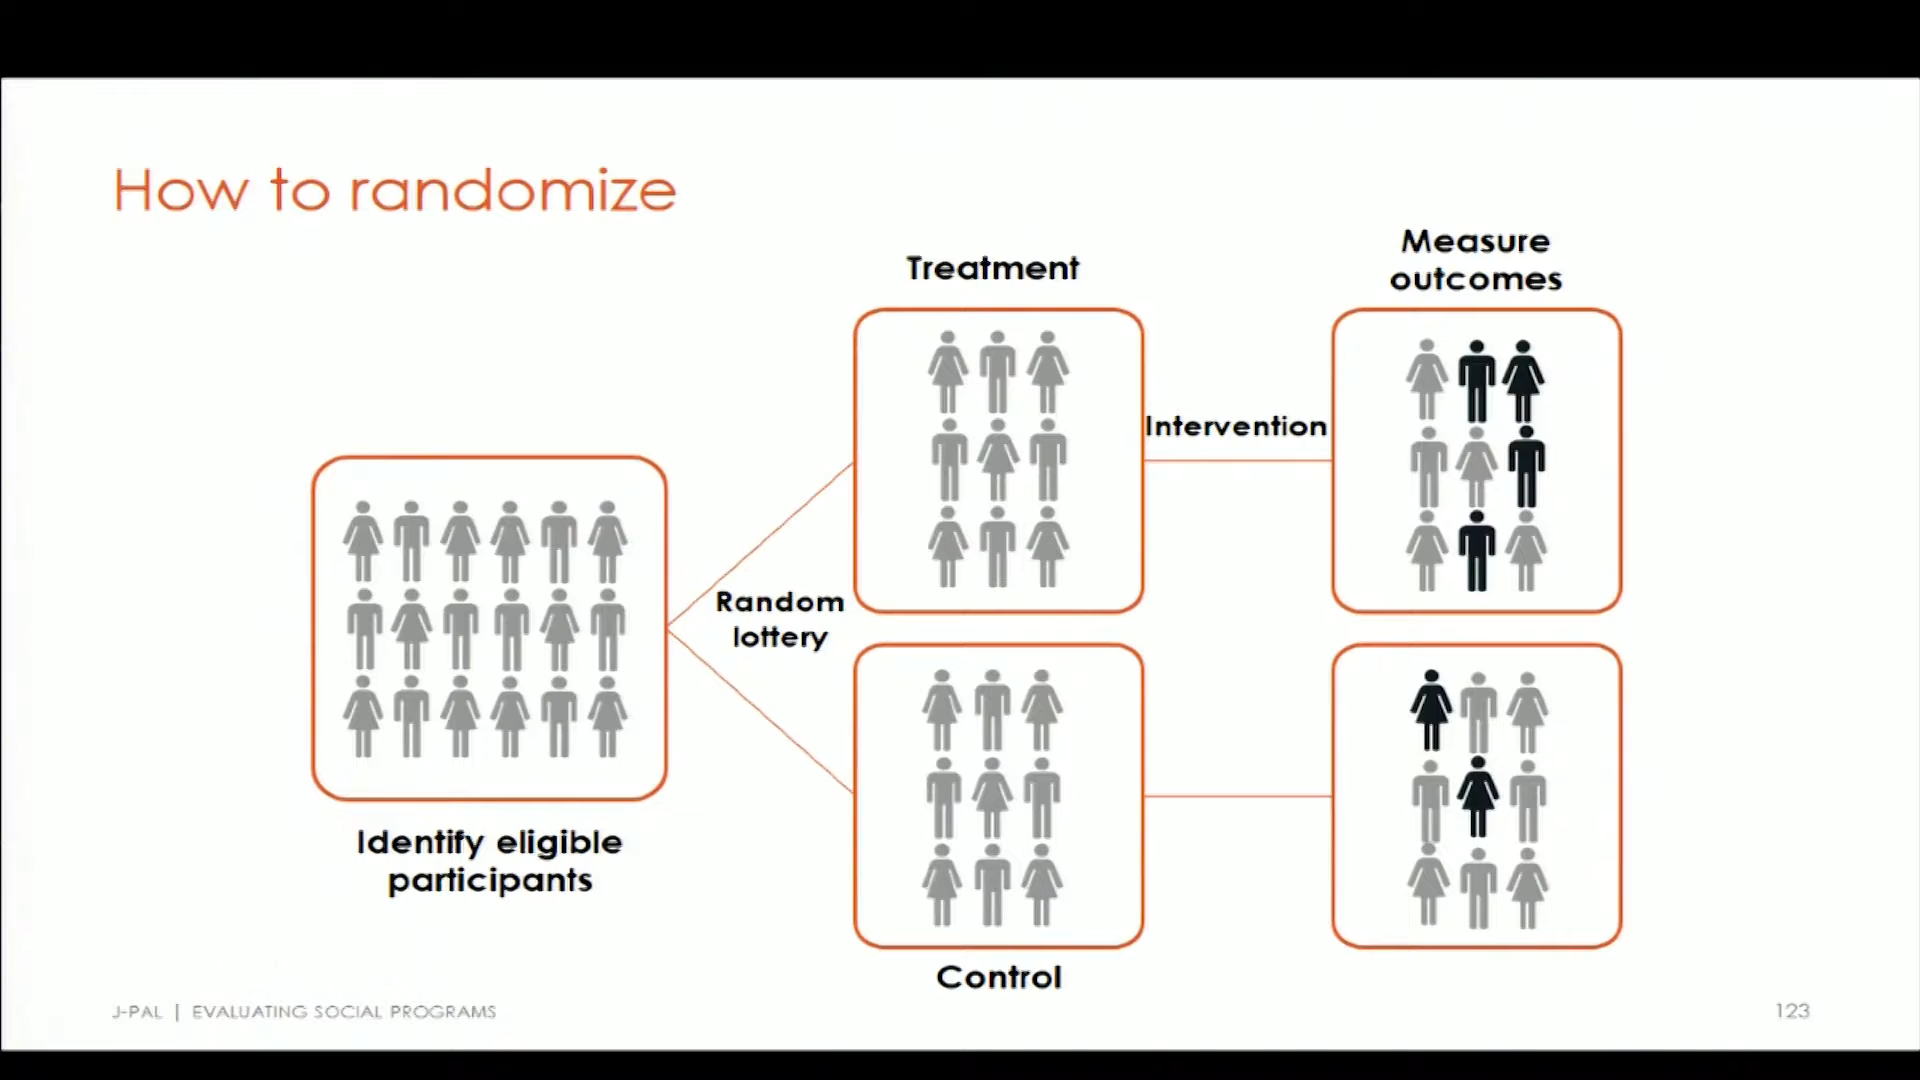 How to randomize
Treatment
Measure
outcomes
Intervention
Random
lottery
Identify eligible
participants
Control
J-PAL | EVALUATING SOCIAL PROGRAMS
123